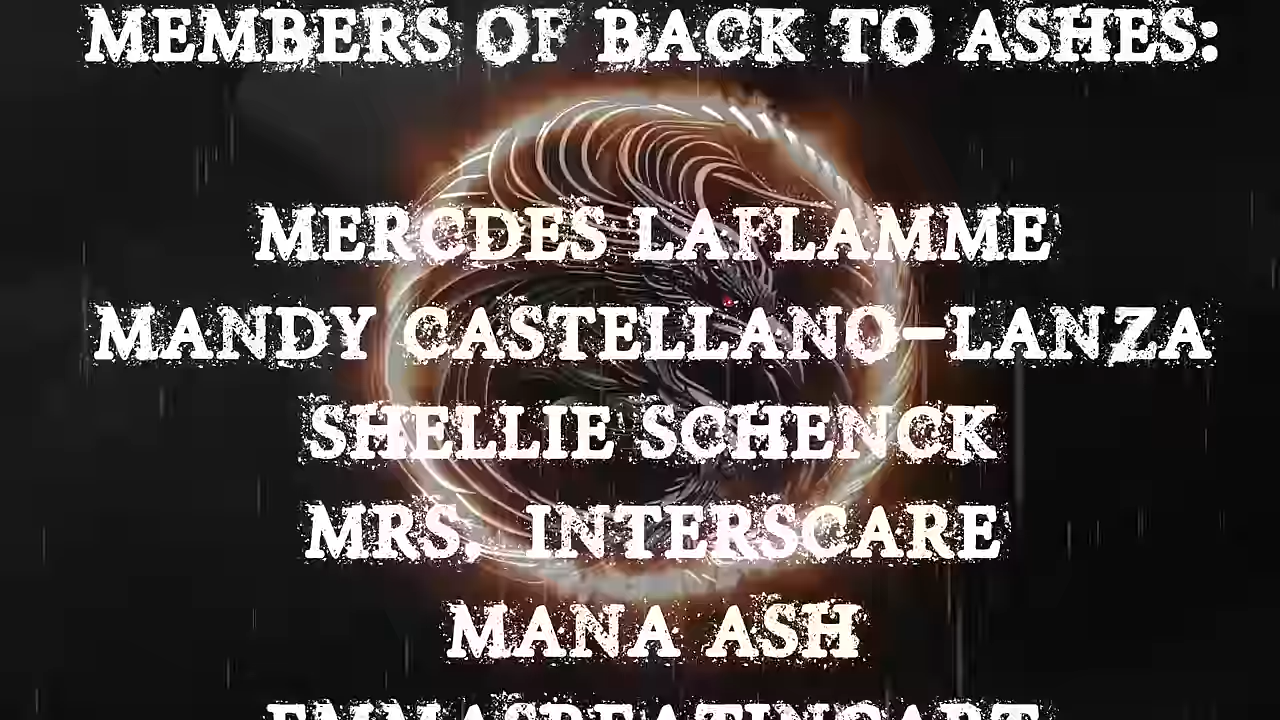 MEMBERS OF BACK TO ASHES:
MERCDES LAFLAMME
MANDY CASTELLANO-LANZA
SHELLIE SCHENCK
MRS. INTERSCARE
MANA ASH